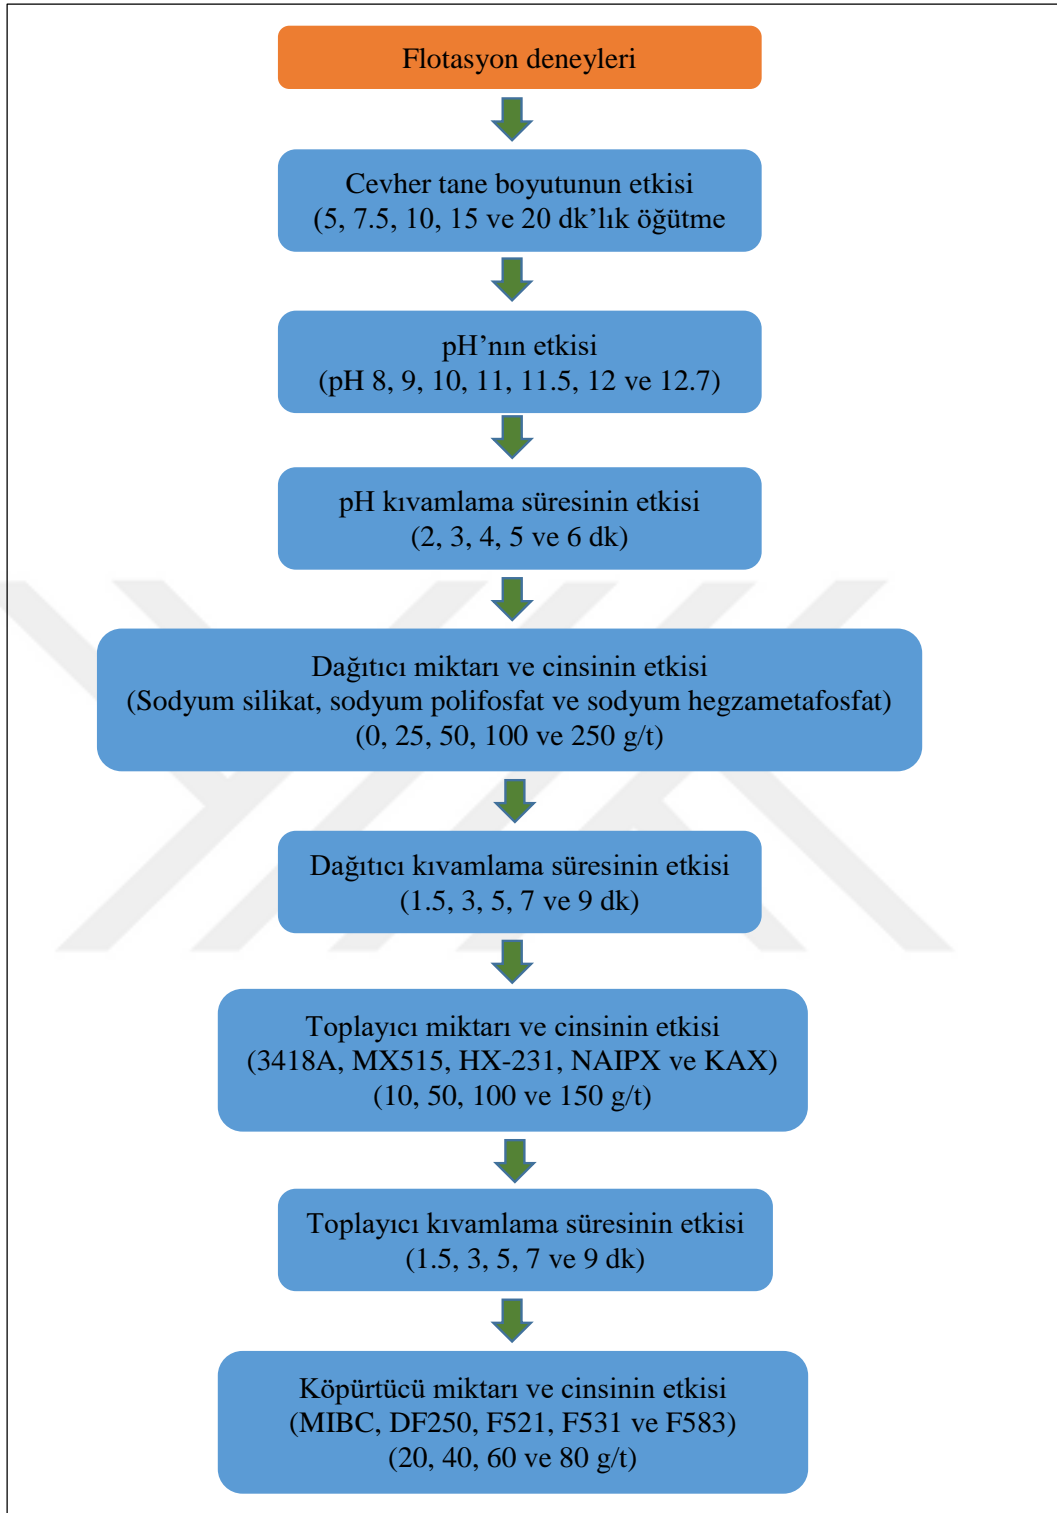 Flotasyon deneyleri
Cevher tane boyutunun etkisi
(5, 7.5, 10, 15 ve 20 dk’lık öğütme
pH’nın etkisi
(pH 8, 9, 10, 11, 11.5, 12 ve 12.7)
pH kıvamlama süresinin etkisi
(2, 3, 4, 5 ve 6 dk)
Dağıtıcı miktarı ve cinsinin etkisi
(Sodyum silikat, sodyum polifosfat ve sodyum hegzametafosfat)
(0, 25, 50, 100 ve 250 g/t)
Dağıtıcı kıvamlama süresinin etkisi
(1.5, 3, 5, 7 ve 9 dk)
Toplayıcı miktarı ve cinsinin etkisi
(3418A, MX515, HX-231, NAIPX ve KAX)
(10, 50, 100 ve 150 g/t)
Toplayıcı kıvamlama süresinin etkisi
(1.5, 3, 5, 7 ve 9 dk)
Köpürtücü miktarı ve cinsinin etkisi
(MIBC, DF250, F521, F531 ve F583)
(20, 40, 60 ve 80 g/t)